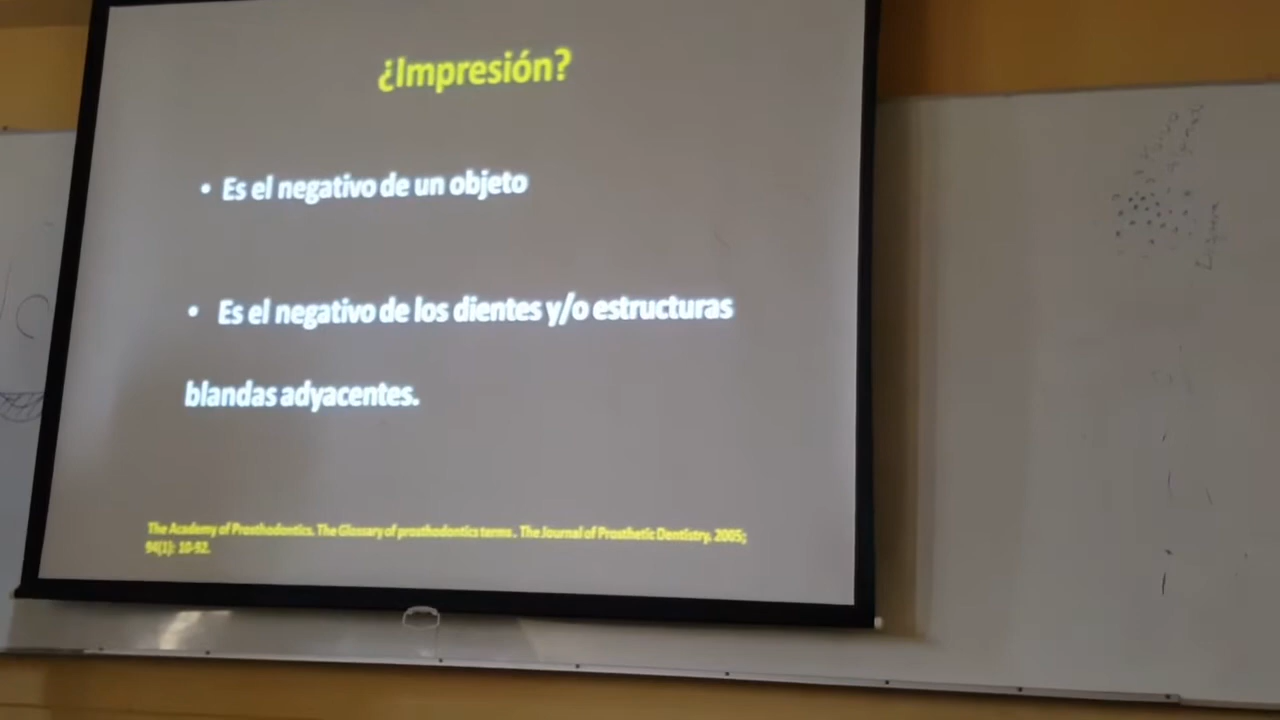 ¿Impresión?
• Es el negativo de un objeto
• Es el negativo de los dientes y/o estructuras
blandas adyacentes.
The Academy of Prosthodontics. The Glossary of prosthodontics terms . The Journal of Prosthetic Dentistry, 2005;
94(1): 10-92.